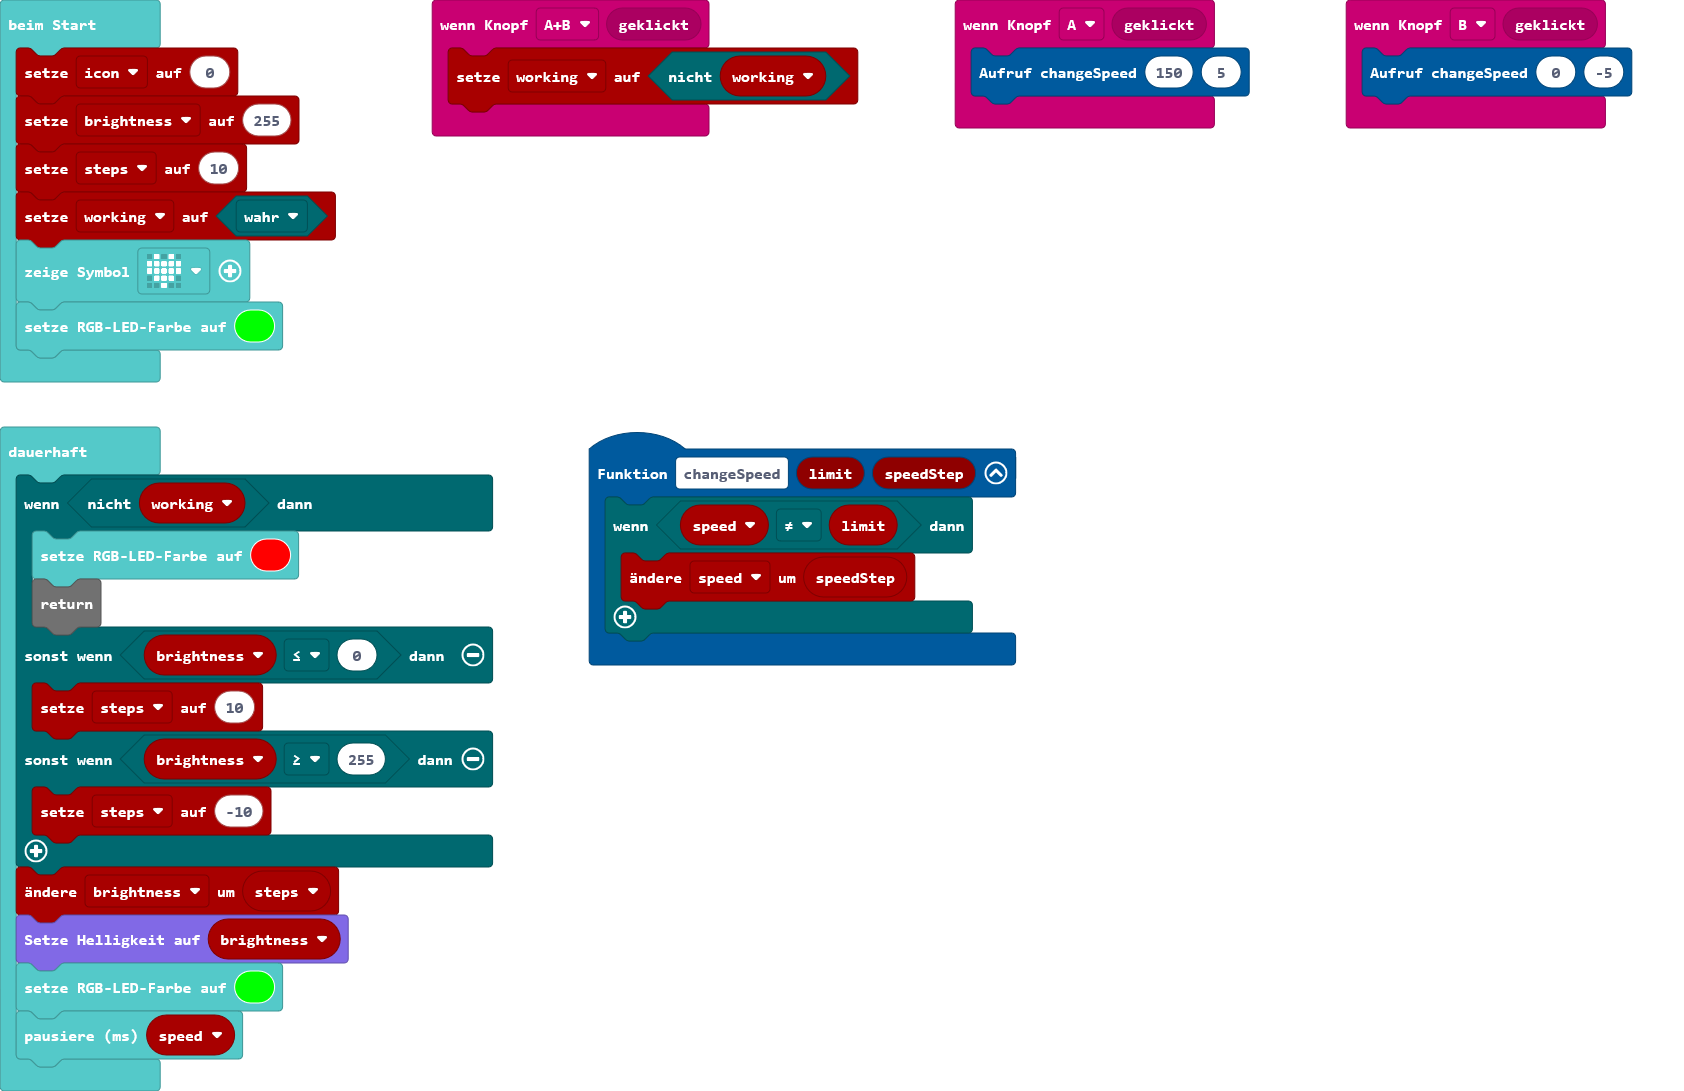 beim Start
setze icon auf 0
setze brightness auf 255
setze steps auf 10
setze working auf wahr
zeige Symbol
setze RGB-LED-Farbe auf
wenn Knopf A+B geklickt
setze working auf nicht working
wenn Knopf A geklickt
Aufruf changeSpeed 150 5
wenn Knopf B geklickt
Aufruf changeSpeed 0 -5
dauerhaft
wenn nicht working dann
setze RGB-LED-Farbe auf
return
sonst wenn brightness ≤ 0 dann
setze steps auf 10
sonst wenn brightness ≥ 255 dann
setze steps auf -10
ändere brightness um steps
Setze Helligkeit auf brightness
setze RGB-LED-Farbe auf
pausiere (ms) speed
Funktion changeSpeed limit speedStep
wenn speed ≠ limit dann
ändere speed um speedStep